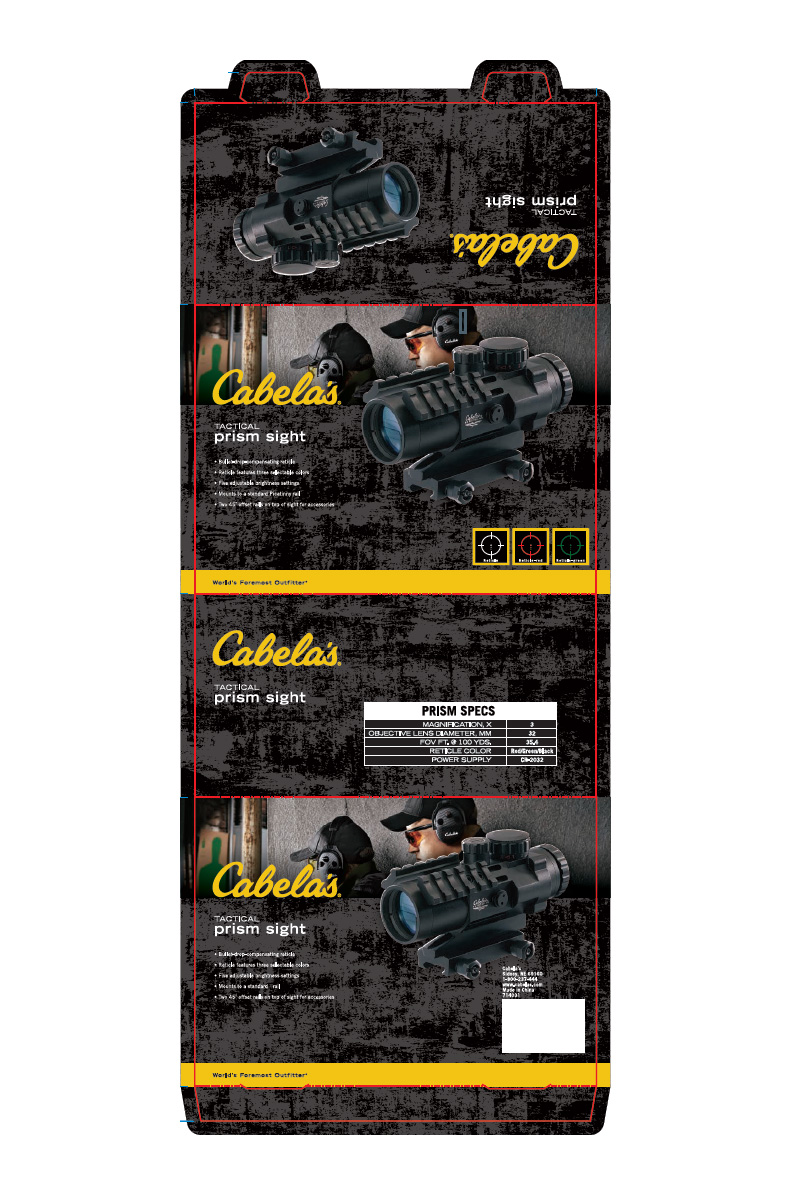 Cabela's®
TACTICAL
prism sight
Cabela's®
TACTICAL
prism sight
• Bullet-drop-compensating reticle
• Reticle features three selectable colors
• Five adjustable brightness settings
• Mounts to a standard Picatinny rail
• Two 45° offset rails on top of sight for accessories
Reticle
Reticle-red
Reticle-green
World's Foremost Outfitter®
Cabela's®
TACTICAL
prism sight
PRISM SPECS
MAGNIFICATION, X 3
OBJECTIVE LENS DIAMETER, MM 32
FOV FT. @ 100 YDS. 35.4
RETICLE COLOR Red/Green/Black
POWER SUPPLY CR-2032
Cabela's®
TACTICAL
prism sight
• Bullet-drop-compensating reticle
• Reticle features three selectable colors
• Five adjustable brightness settings
• Mounts to a standard rail
• Two 45° offset rails on top of sight for accessories
Cabela's
Sidney, NE 69160
1-800-237-444
www.cabelas.com
Made in China
World's Foremost Outfitter®